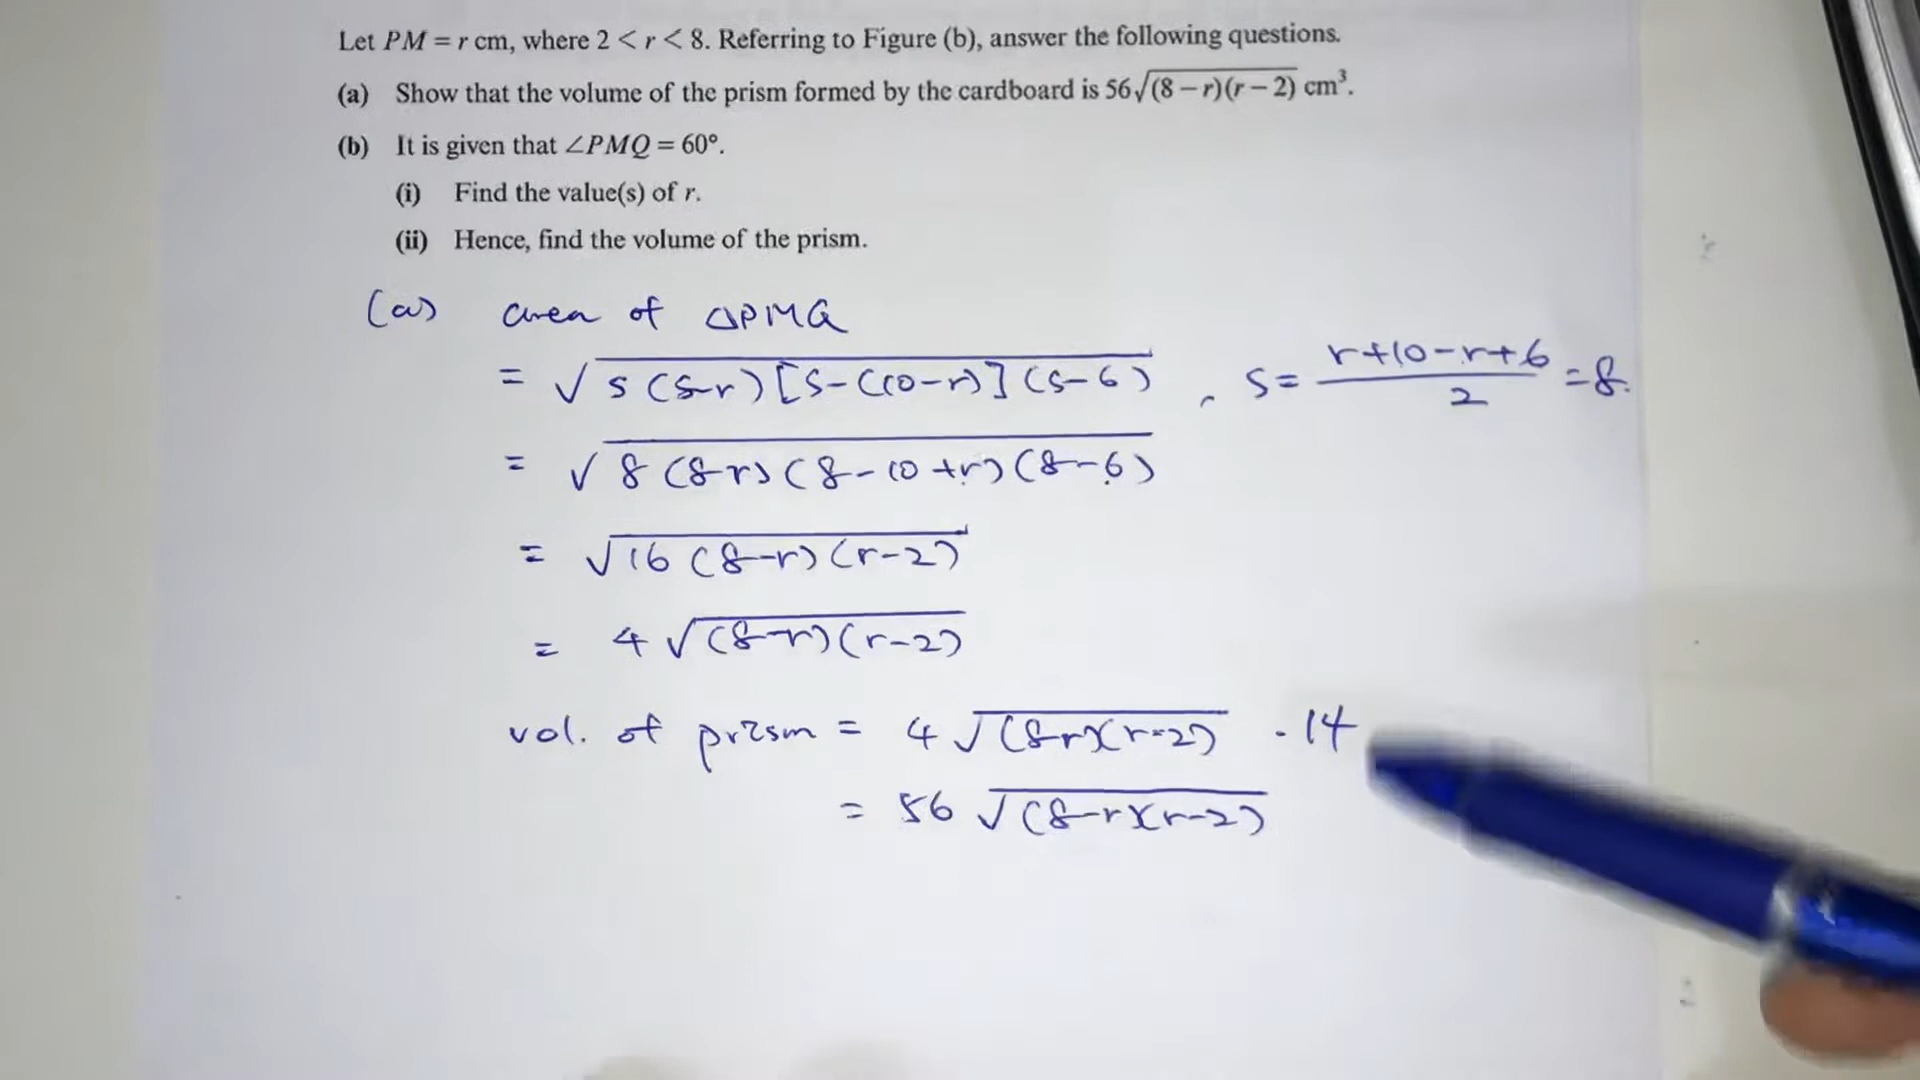 Let PM = r cm, where 2 < r < 8. Referring to Figure (b), answer the following questions.
(a) Show that the volume of the prism formed by the cardboard is 56√(8 – r)(r – 2) cm³.
(b) It is given that ∠PMQ = 60°.
(i) Find the value(s) of r.
(ii) Hence, find the volume of the prism.
(a) area of △PMQ
= √s(s-r)[s-(10-r)](s-6) , s = (r+10-r+6)/2 = 8.
= √8(8-r)(8-10+r)(8-6)
= √16(8-r)(r-2)
= 4√(8-r)(r-2)
vol. of prism = 4√(8-r)(r-2) · 14
= 56√(8-r)(r-2)